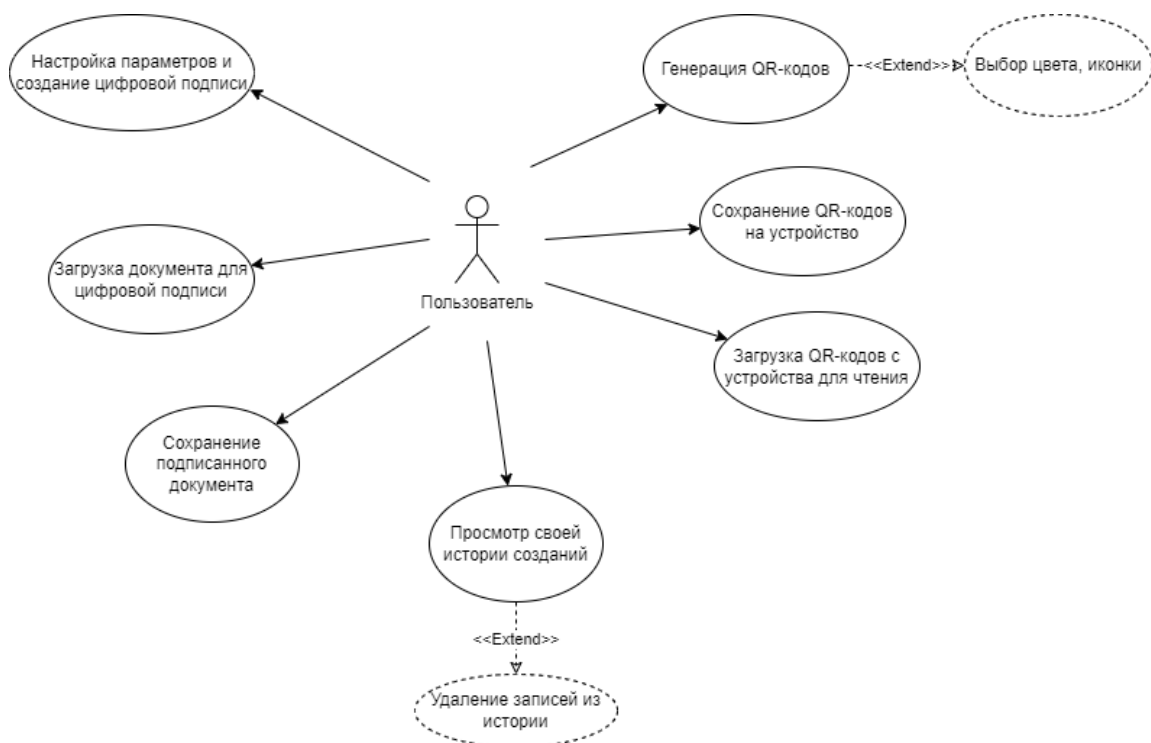 Настройка параметров и
создание цифровой подписи
Генерация QR-кодов
<<Extend>>
Выбор цвета, иконки
Сохранение QR-кодов
на устройство
Загрузка документа для
цифровой подписи
Пользователь
Загрузка QR-кодов с
устройства для чтения
Сохранение
подписанного
документа
Просмотр своей
истории созданий
<<Extend>>
Удаление записей из
истории